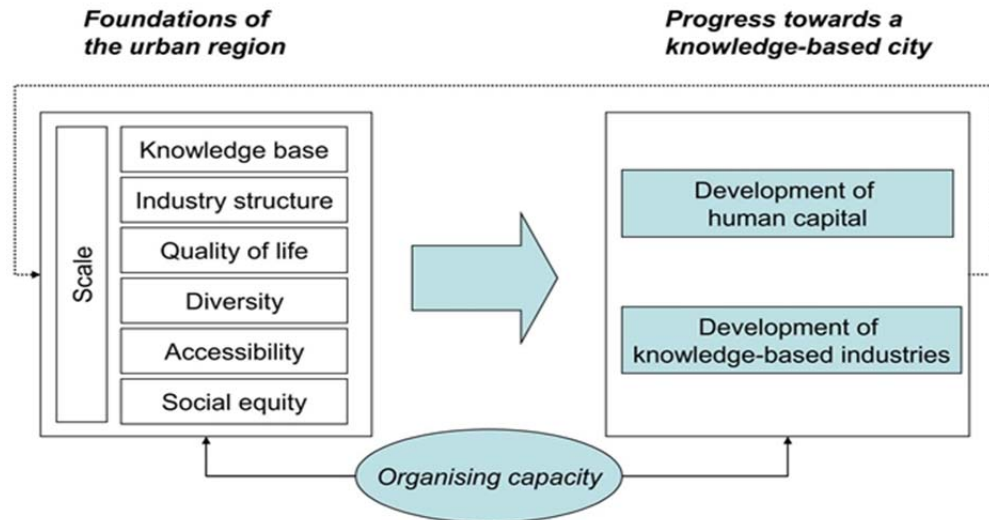 Foundations of
the urban region
Progress towards a
knowledge-based city
Scale
Knowledge base
Industry structure
Quality of life
Diversity
Accessibility
Social equity
Development of
human capital
Development of
knowledge-based industries
Organising capacity